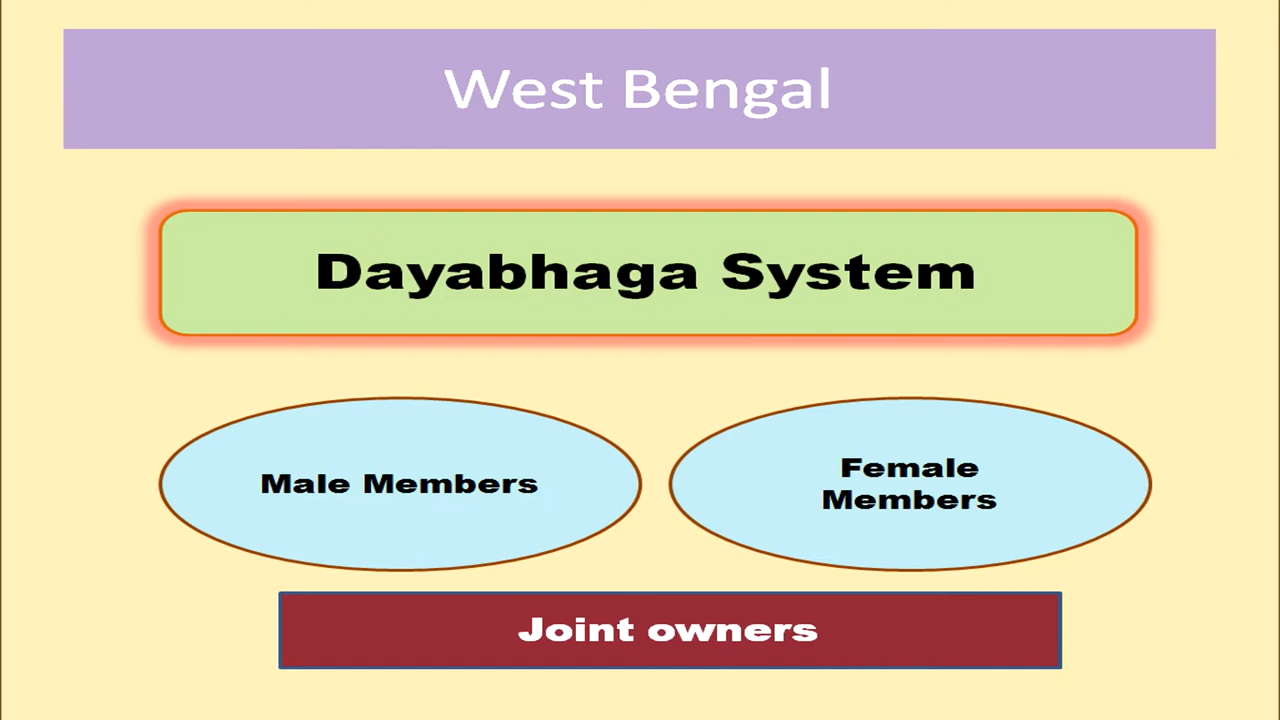 West Bengal
Dayabhaga System
Male Members
Female
Members
Joint owners